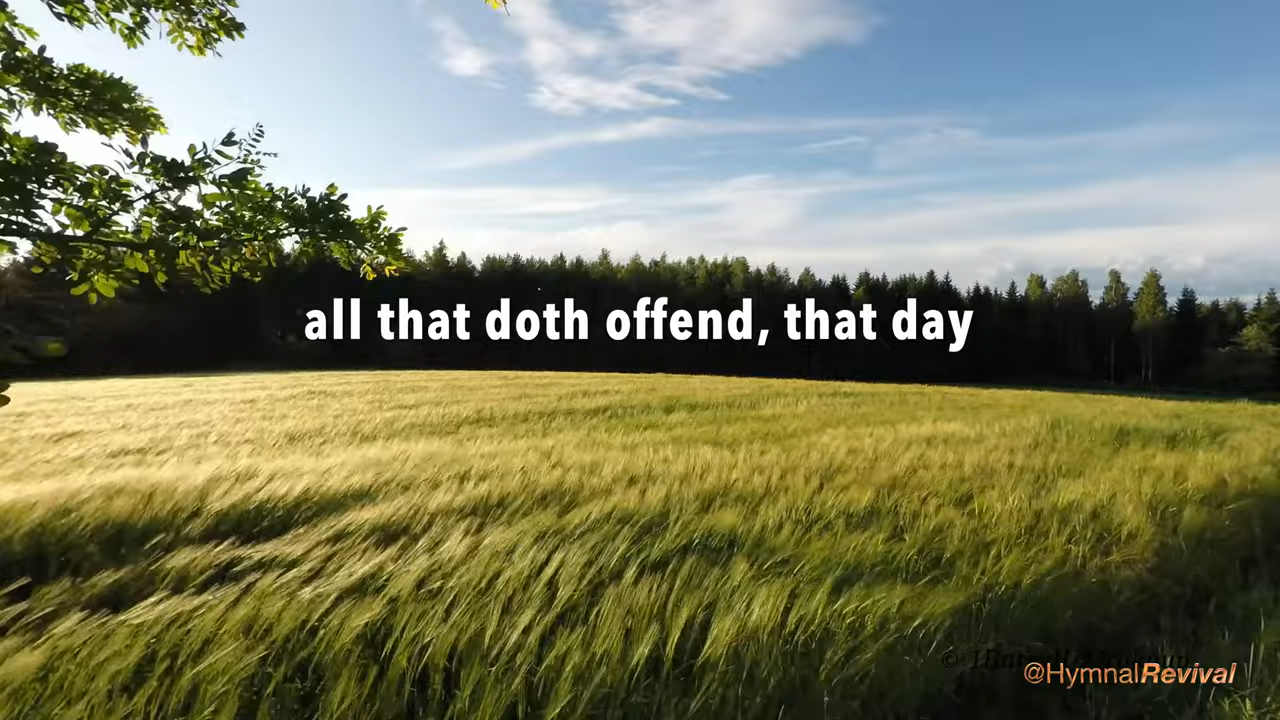 all that doth offend, that day
@HymnalRevival